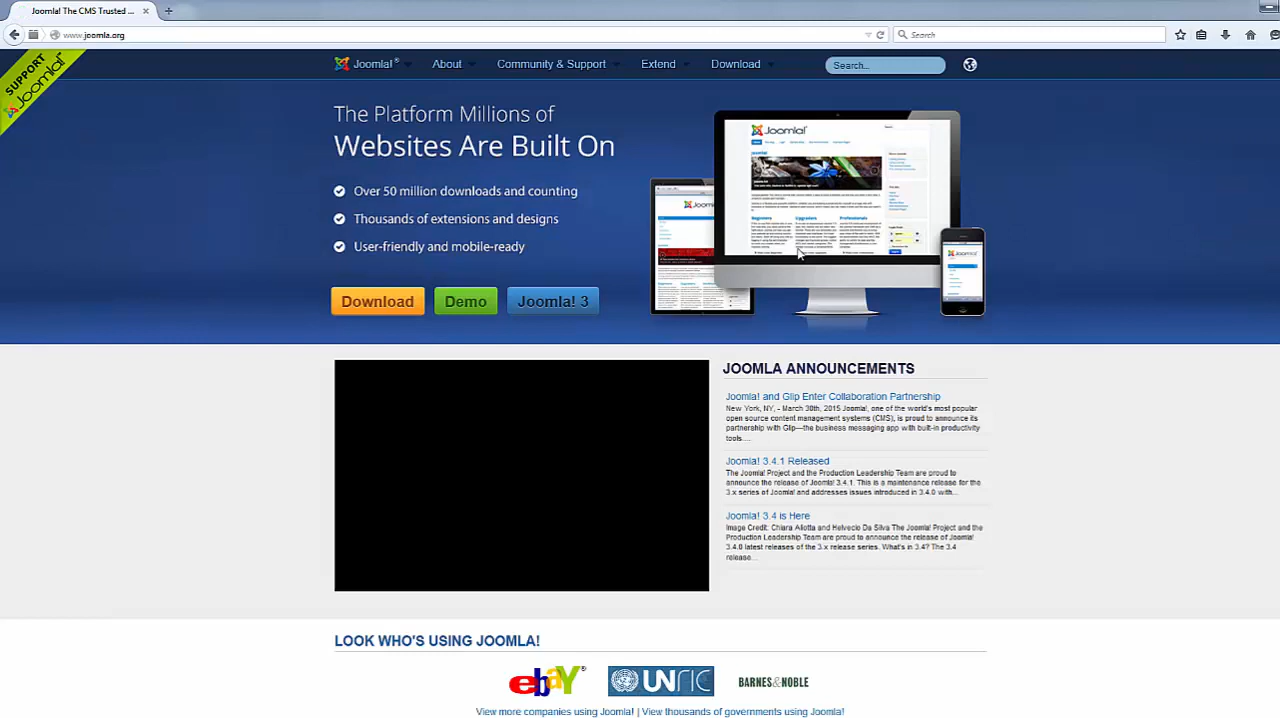 Joomla! The CMS Trusted ...
www.joomla.org
Search
SUPPORT
Joomla!
Joomla!® About Community & Support Extend Download Search...
The Platform Millions of
Websites Are Built On
Over 50 million downloads and counting
Thousands of extensions and designs
User-friendly and mobile-ready
Download Demo Joomla! 3
Joomla!
Beginners Upgraders Professionals
Joomla!
JOOMLA ANNOUNCEMENTS
Joomla! and Glip Enter Collaboration Partnership
New York, NY, - March 30th, 2015 Joomla!, one of the world's most popular
open source content management systems (CMS), is proud to announce its
partnership with Glip—the business messaging app with built-in productivity
tools....
Joomla! 3.4.1 Released
The Joomla! Project and the Production Leadership Team are proud to
announce the release of Joomla! 3.4.1. This is a maintenance release for the
3.x series of Joomla! and addresses issues introduced in 3.4.0 with...
Joomla! 3.4 is Here
Image Credit: Chiara Aliotta and Helvecio Da Silva The Joomla! Project and the
Production Leadership Team are proud to announce the release of Joomla!
3.4.0 latest releases of the 3.x release series. What's in 3.4? The 3.4
release...
LOOK WHO'S USING JOOMLA!
ebay® UNRIC BARNES&NOBLE
View more companies using Joomla! | View thousands of governments using Joomla!